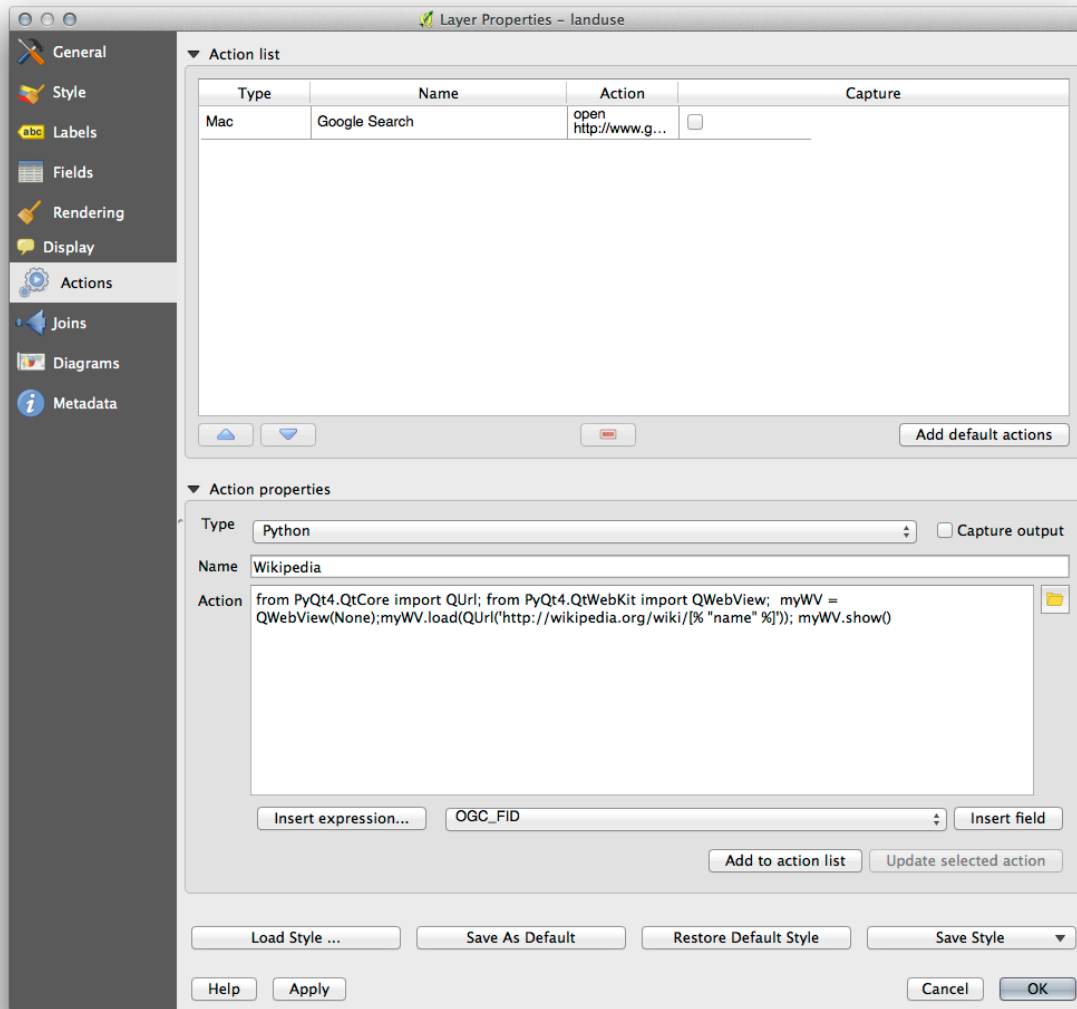 Layer Properties – landuse
General
Style
abc Labels
Fields
Rendering
Display
Actions
Joins
Diagrams
i Metadata
Action list
Type Name Action Capture
Mac Google Search open http://www.g...
Add default actions
Action properties
Type Python Capture output
Name Wikipedia
Action from PyQt4.QtCore import QUrl; from PyQt4.QtWebKit import QWebView;  myWV =
QWebView(None);myWV.load(QUrl('http://wikipedia.org/wiki/[% "name" %]')); myWV.show()
Insert expression... OGC_FID Insert field
Add to action list Update selected action
Load Style ... Save As Default Restore Default Style Save Style
Help Apply Cancel OK